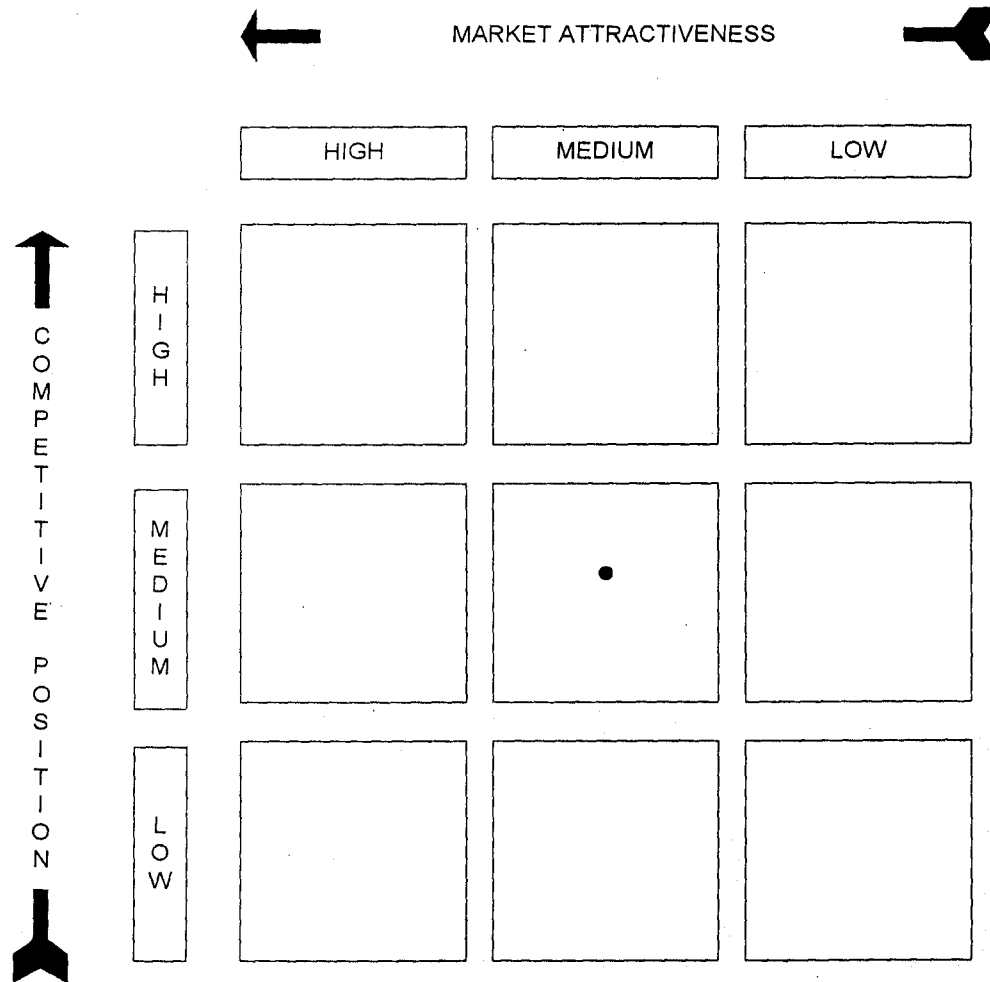 MARKET ATTRACTIVENESS
HIGH
MEDIUM
LOW
COMPETITIVE POSITION
HIGH
MEDIUM
LOW